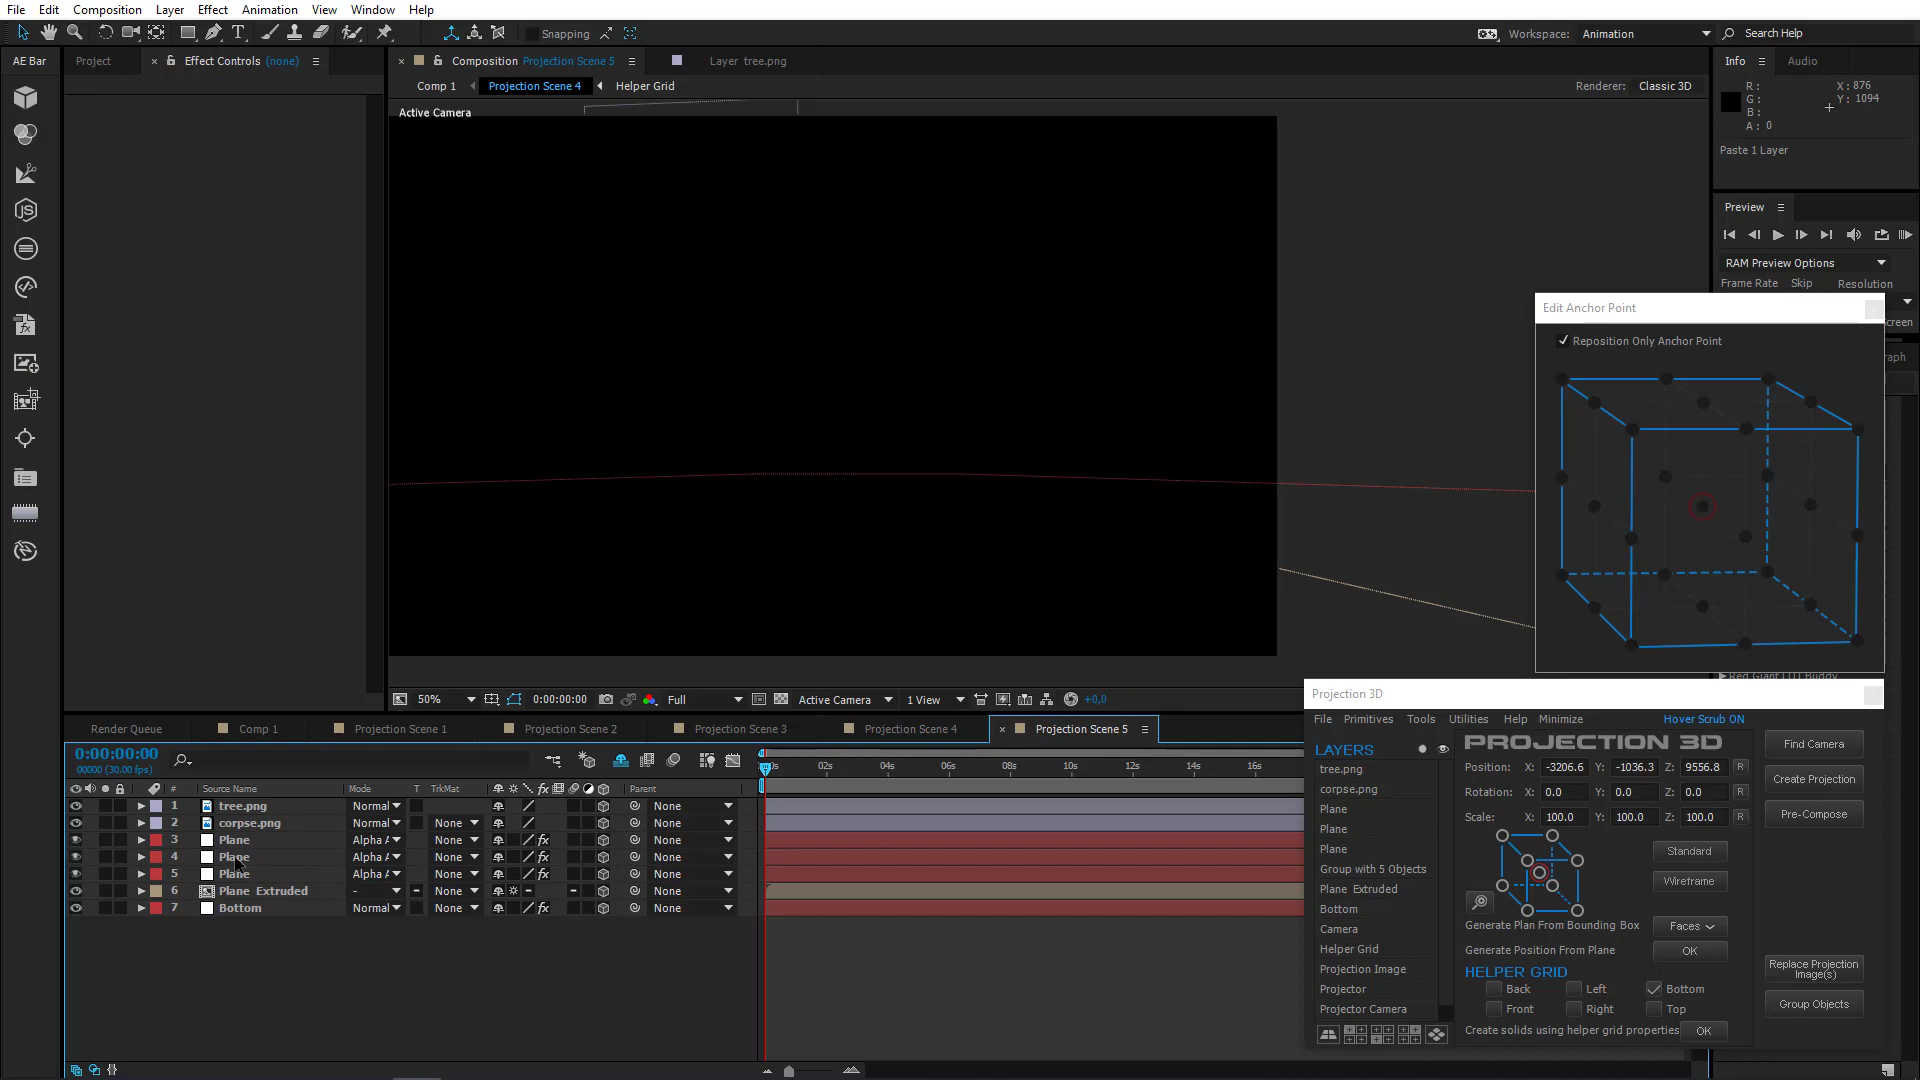 File Edit Composition Layer Effect Animation View Window Help
Snapping
Workspace: Animation
Search Help
AE Bar
Project
Effect Controls (none)
Composition Projection Scene 5
Layer tree.png
Info
Audio
Comp 1
Projection Scene 4
Helper Grid
Renderer: Classic 3D
R:
G:
B:
A: 0
X: 876
Y: 1094
Active Camera
Paste 1 Layer
Preview
RAM Preview Options
Frame Rate Skip Resolution
Edit Anchor Point
creen
Reposition Only Anchor Point
raph
Red Giant
Buddy
50%
0:00:00:00
Full
Active Camera
1 View
+0,0
Projection 3D
File Primitives Tools Utilities Help Minimize
Hover Scrub ON
Render Queue
Comp 1
Projection Scene 1
Projection Scene 2
Projection Scene 3
Projection Scene 4
Projection Scene 5
0:00:00:00
00000 (30.00 fps)
02s 04s 06s 08s 10s 12s 14s 16s
# Source Name Mode T TrkMat Parent
1 tree.png Normal None
2 corpse.png Normal None None
3 Plane Alpha A None None
4 Plane Alpha A None None
5 Plane Alpha A None None
6 Plane Extruded - None None
7 Bottom Normal None None
LAYERS
tree.png
corpse.png
Plane
Plane
Plane
Group with 5 Objects
Plane Extruded
Bottom
Camera
Helper Grid
Projection Image
Projector
Projector Camera
PROJECTION 3D
Position: X: -3206.6 Y: -1036.3 Z: 9556.8 R
Rotation: X: 0.0 Y: 0.0 Z: 0.0 R
Scale: X: 100.0 Y: 100.0 Z: 100.0 R
Standard
Wireframe
Generate Plan From Bounding Box
Faces
Generate Position From Plane
OK
HELPER GRID
Back Left Bottom
Front Right Top
Create solids using helper grid properties
OK
Find Camera
Create Projection
Pre-Compose
Replace Projection
Image(s)
Group Objects